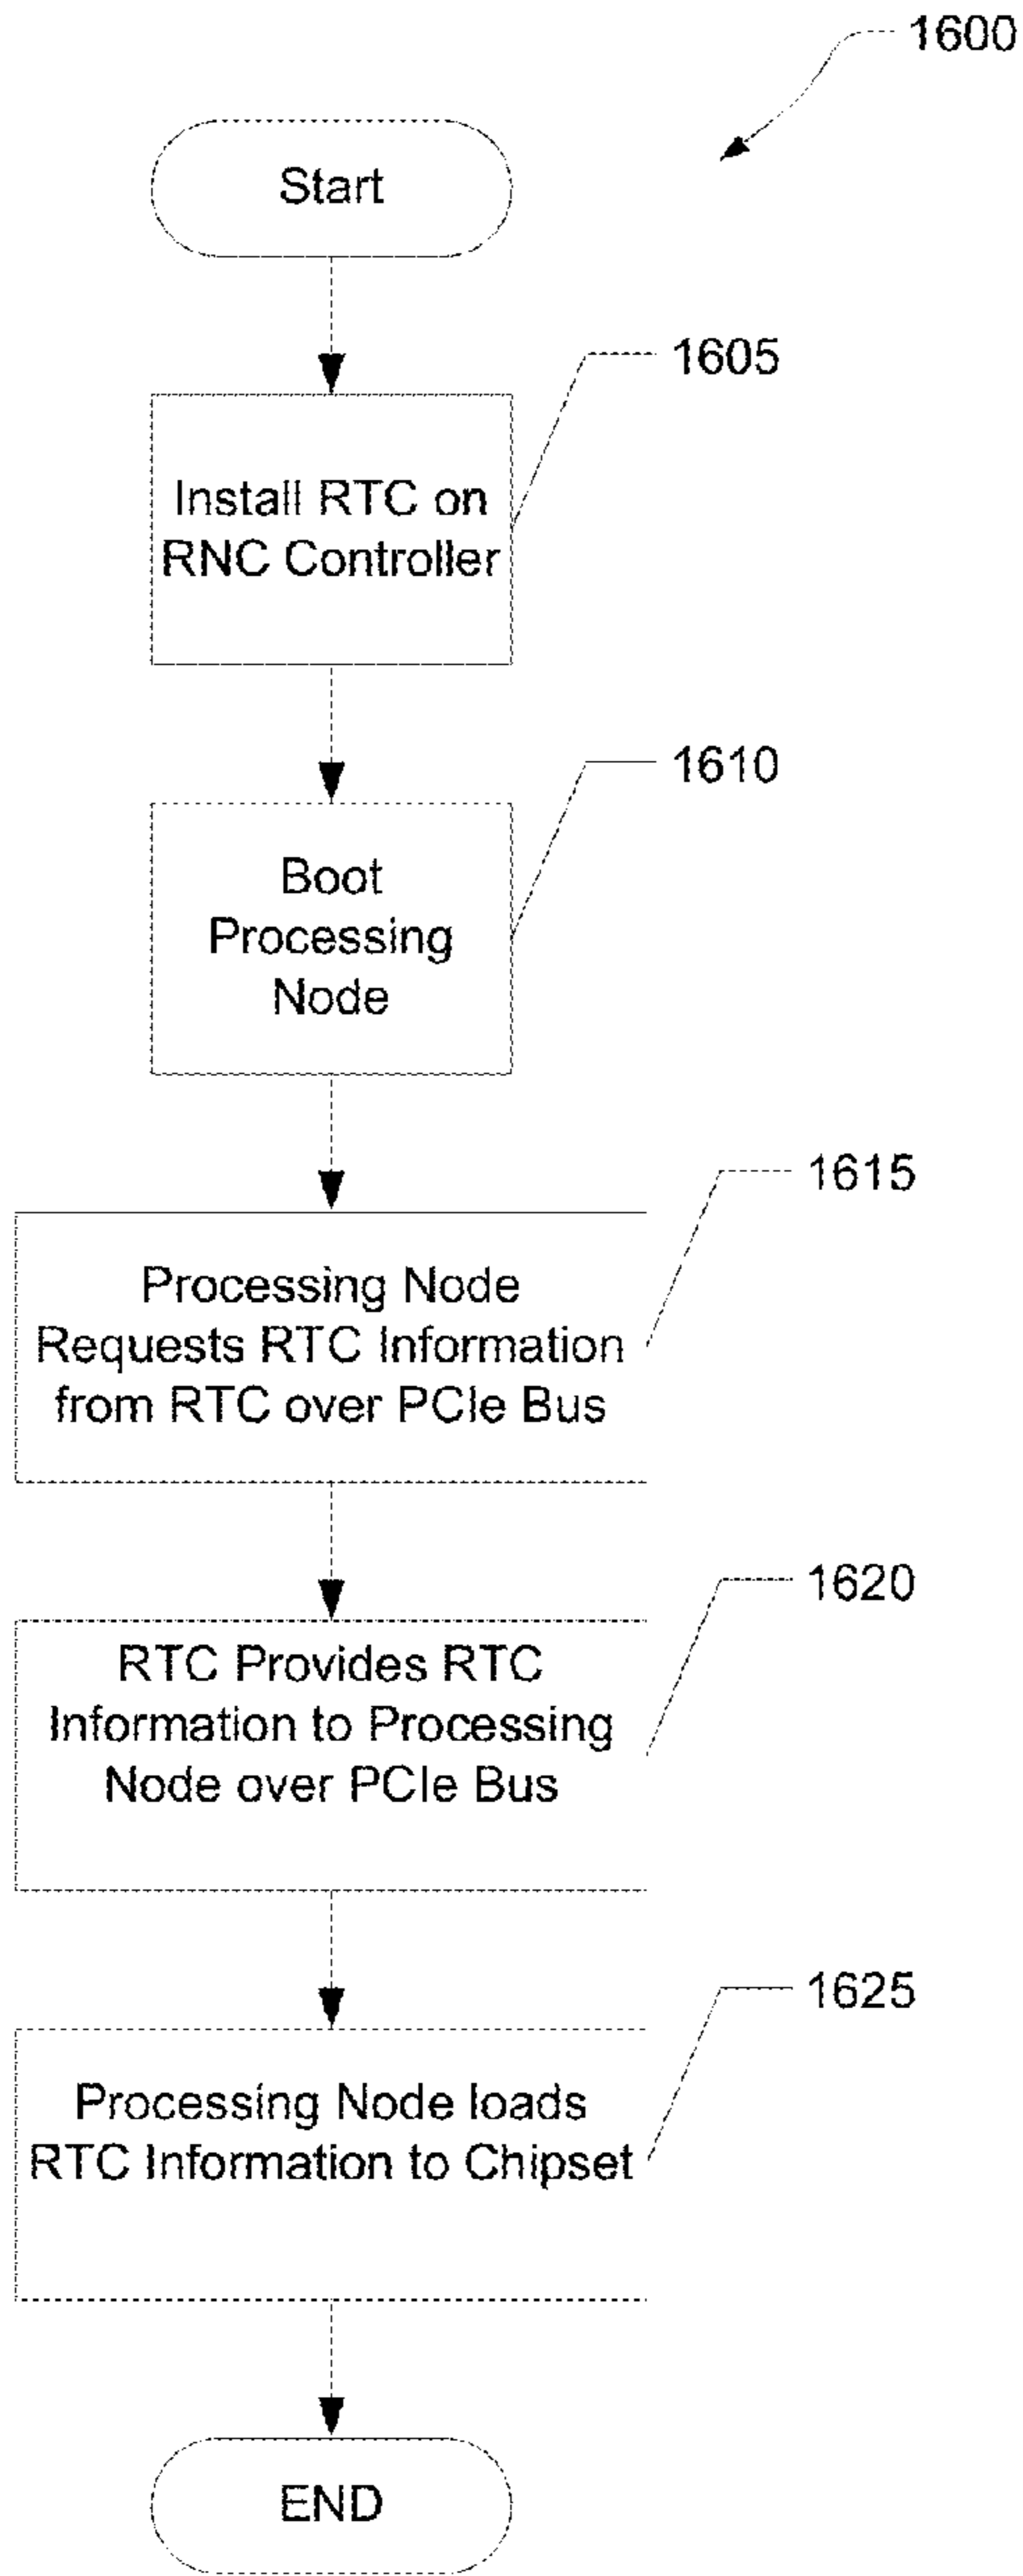 1600
Start
1605
Install RTC on
RNC Controller
1610
Boot
Processing
Node
1615
Processing Node
Requests RTC Information
from RTC over PCIe Bus
1620
RTC Provides RTC
Information to Processing
Node over PCIe Bus
1625
Processing Node loads
RTC Information to Chipset
END